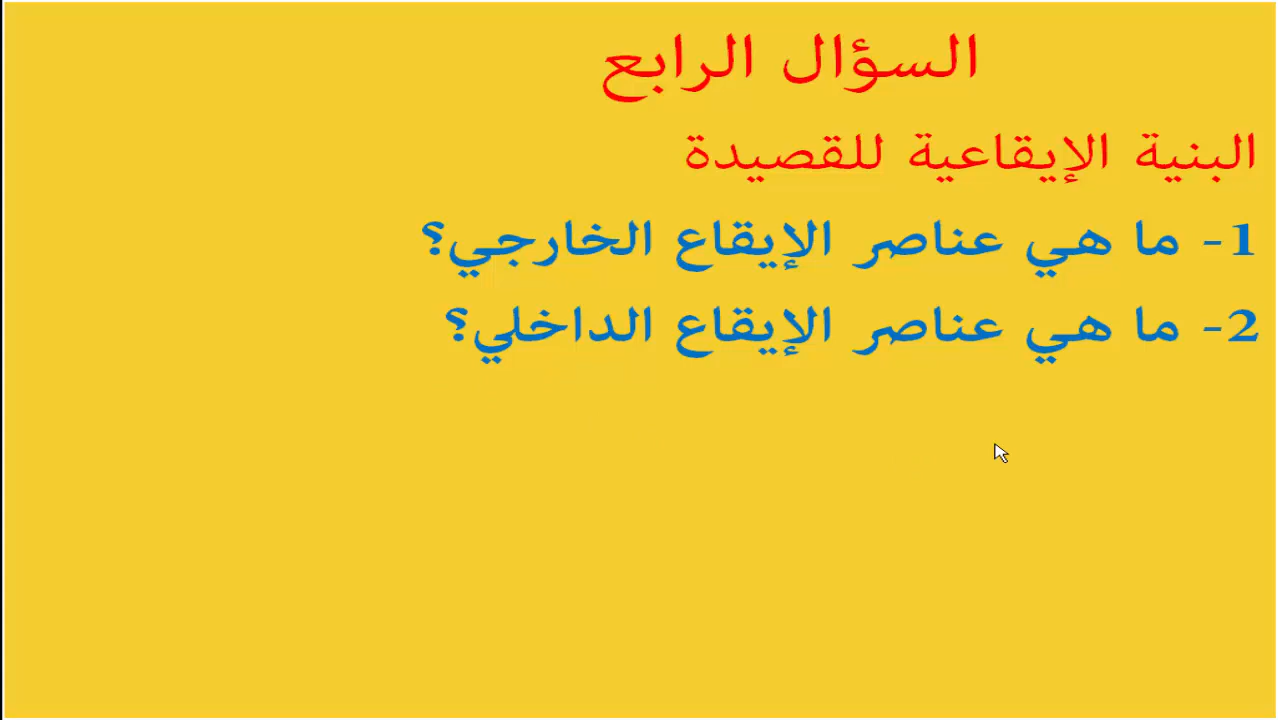 السؤال الرابع
البنية الإيقاعية للقصيدة
1- ما هي عناصر الإيقاع الخارجي؟
2- ما هي عناصر الإيقاع الداخلي؟